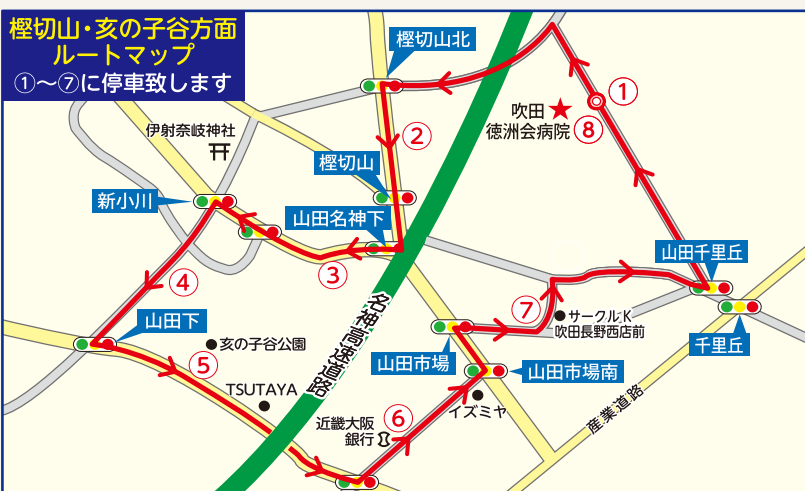 樫切山・亥の子谷方面
ルートマップ
①～⑦に停車致します
樫切山北
①
吹田
徳洲会病院
⑧
伊射奈岐神社
②
樫切山
新小川
山田名神下
③
山田千里丘
④
⑦
サークルK
吹田長野西店前
山田下
亥の子谷公園
名神高速道路
山田市場
千里丘
⑤
山田市場南
TSUTAYA
イズミヤ
⑥
近畿大阪
銀行
産業道路